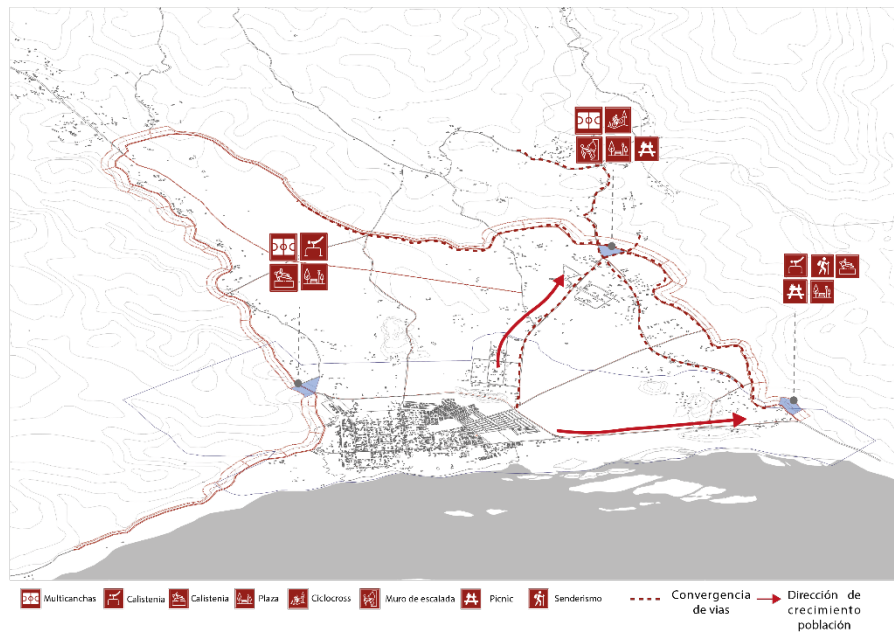 Multicanchas
Calistenia
Calistenia
Plaza
Ciclocross
Muro de escalada
Picnic
Senderismo
Convergencia
de vias
Dirección de
crecimiento
población